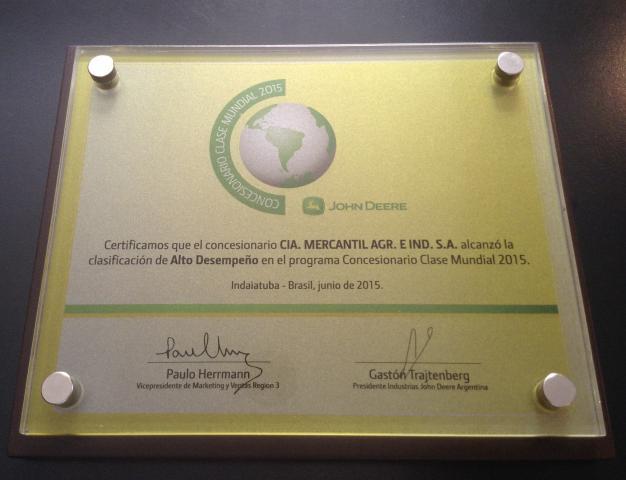 CONCESIONARIO CLASE MUNDIAL 2015
JOHN DEERE
Certificamos que el concesionario CIA. MERCANTIL AGR. E IND. S.A. alcanzó la
clasificación de Alto Desempeño en el programa Concesionario Clase Mundial 2015.
Indaiatuba - Brasil, junio de 2015.
Paulo Herrmann
Vicepresidente de Marketing y Ventas Region 3
Gastón Trajtenberg
Presidente Industrias John Deere Argentina